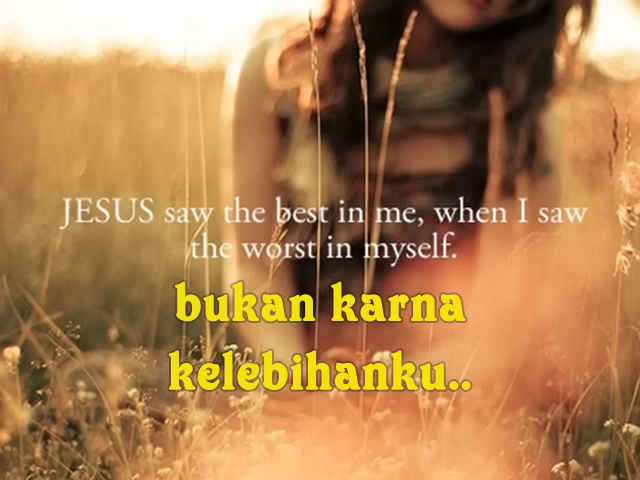 JESUS saw the best in me, when I saw
the worst in myself.
bukan karna
kelebihanku..